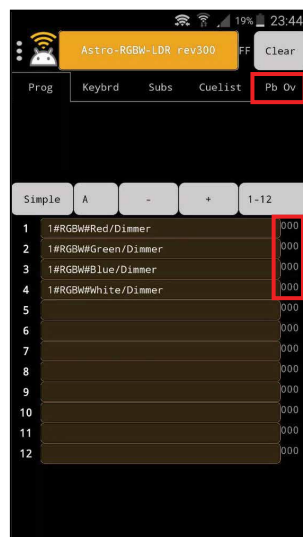 19% 23:44
Astro-RGBW-LDR rev300 FF Clear
Prog Keybrd Subs Cuelist Pb Ov
Simple A - + 1-12
1 1#RGBW#Red/Dimmer 000
2 1#RGBW#Green/Dimmer 000
3 1#RGBW#Blue/Dimmer 000
4 1#RGBW#White/Dimmer 000
5 000
6 000
7 000
8 000
9 000
10 000
11 000
12 000